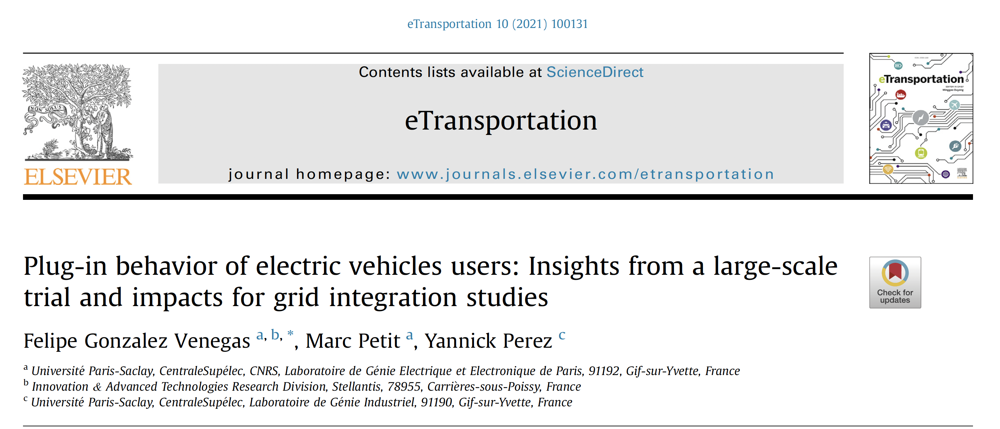 eTransportation 10 (2021) 100131
Contents lists available at ScienceDirect
eTransportation
journal homepage: www.journals.elsevier.com/etransportation
NON SOLUS
ELSEVIER
eTransportation
EDITOR IN CHIEF
Minggao Ouyang
ELSEVIER
Plug-in behavior of electric vehicles users: Insights from a large-scale
trial and impacts for grid integration studies
Check for
updates
Felipe Gonzalez Venegas a, b, *, Marc Petit a, Yannick Perez c
a Université Paris-Saclay, CentraleSupélec, CNRS, Laboratoire de Génie Electrique et Electronique de Paris, 91192, Gif-sur-Yvette, France
b Innovation & Advanced Technologies Research Division, Stellantis, 78955, Carrières-sous-Poissy, France
c Université Paris-Saclay, CentraleSupélec, Laboratoire de Génie Industriel, 91190, Gif-sur-Yvette, France